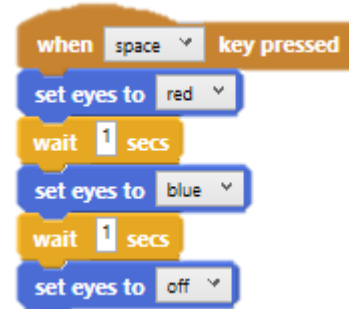 when space key pressed
set eyes to red
wait 1 secs
set eyes to blue
wait 1 secs
set eyes to off